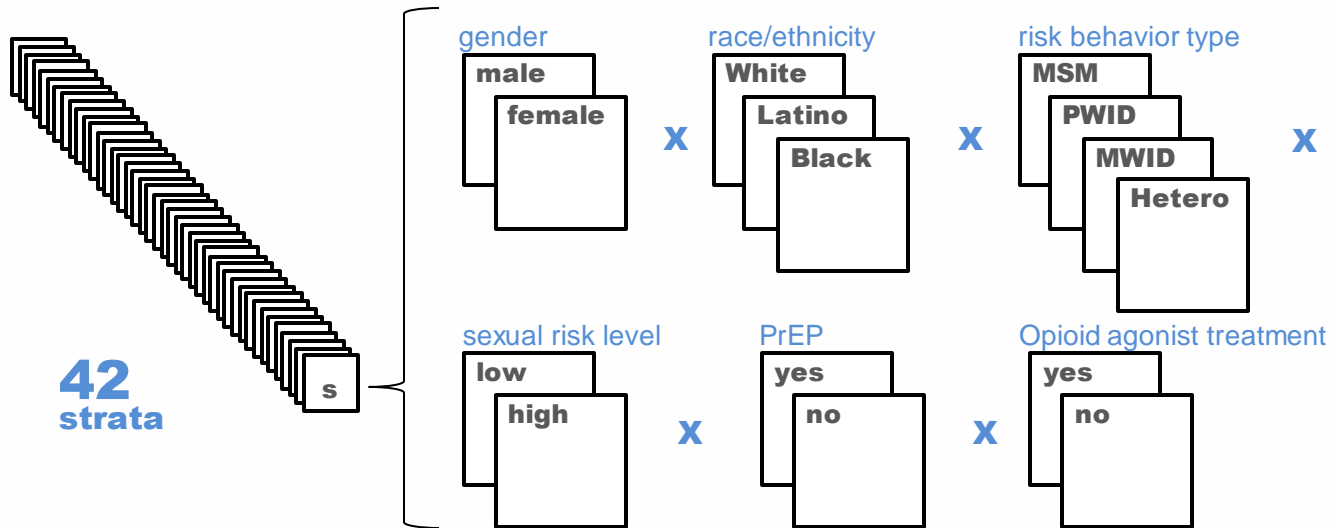 gender
male
female
x
race/ethnicity
White
Latino
Black
x
risk behavior type
MSM
PWID
MWID
Hetero
x
42
strata
s
sexual risk level
low
high
x
PrEP
yes
no
x
Opioid agonist treatment
yes
no